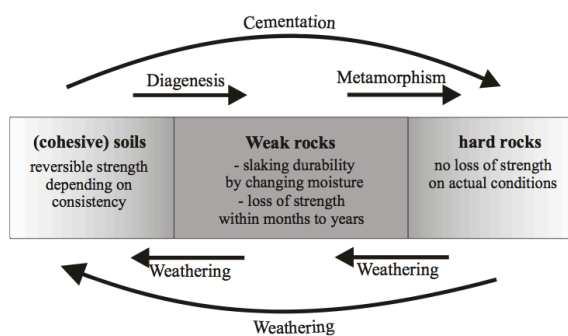 Cementation
Diagenesis
Metamorphism
(cohesive) soils
reversible strength
depending on
consistency
Weak rocks
- slaking durability
by changing moisture
- loss of strength
within months to years
hard rocks
no loss of strength
on actual conditions
Weathering
Weathering
Weathering